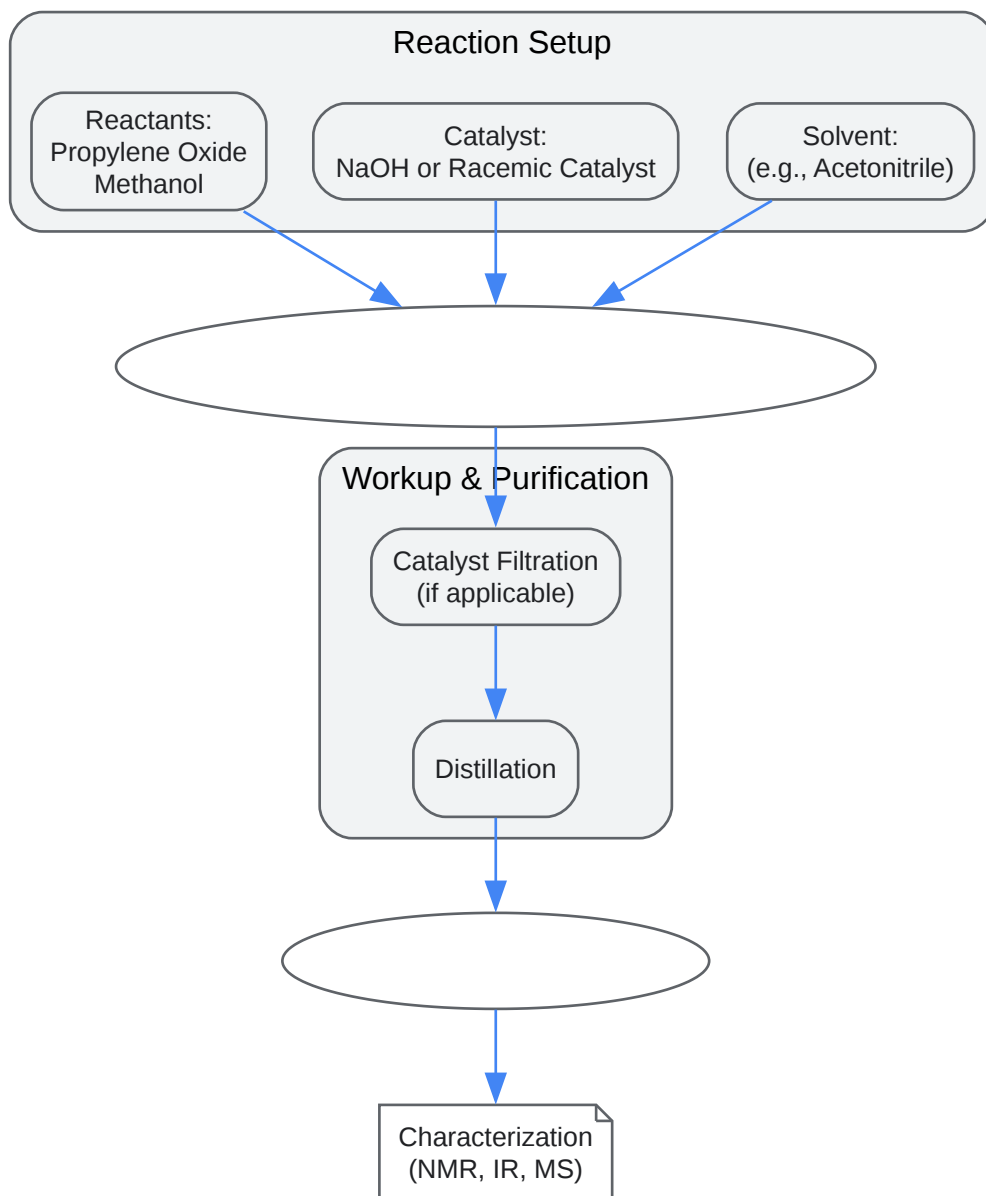 Reaction Setup
Reactants:
Propylene Oxide
Methanol
Catalyst:
NaOH or Racemic Catalyst
Solvent:
(e.g., Acetonitrile)
Workup & Purification
Catalyst Filtration
(if applicable)
Distillation
Characterization
(NMR, IR, MS)